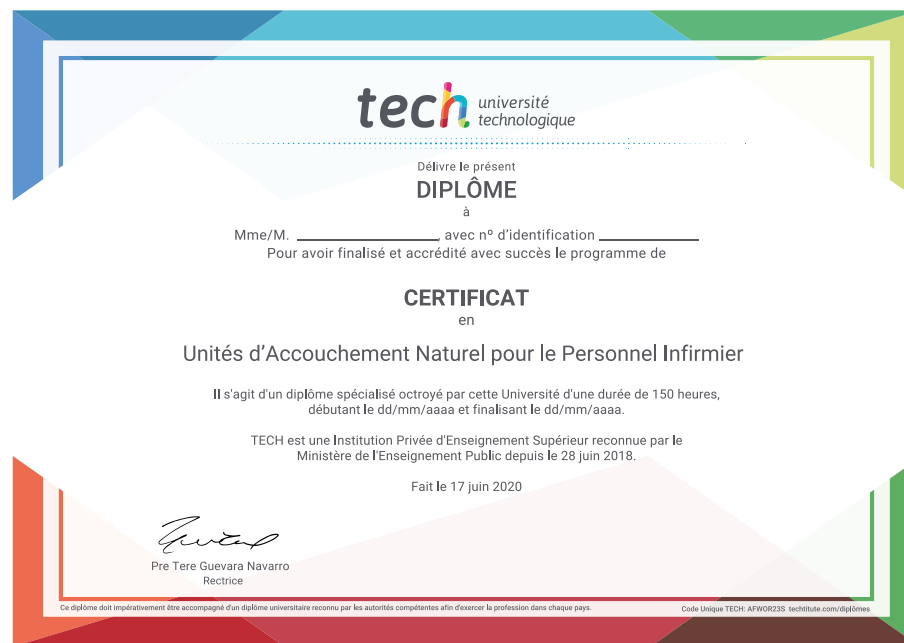 tech université
technologique
Délivre le présent
DIPLÔME
à
Mme/M. ____________, avec nº d'identification ____________
Pour avoir finalisé et accrédité avec succès le programme de
CERTIFICAT
en
Unités d'Accouchement Naturel pour le Personnel Infirmier
Il s'agit d'un diplôme spécialisé octroyé par cette Université d'une durée de 150 heures,
débutant le dd/mm/aaaa et finalisant le dd/mm/aaaa.
TECH est une Institution Privée d'Enseignement Supérieur reconnue par le
Ministère de l'Enseignement Public depuis le 28 juin 2018.
Fait le 17 juin 2020
Pre Tere Guevara Navarro
Rectrice
Ce diplôme doit impérativement être accompagné d'un diplôme universitaire reconnu par les autorités compétentes afin d'exercer la profession dans chaque pays.
Code Unique TECH: AFWOR23S techtitute.com/diplômes